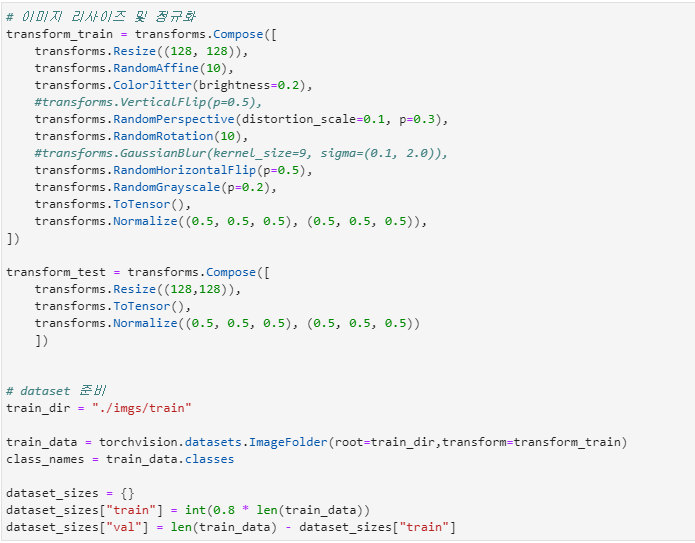 # 이미지 리사이즈 및 정규화
transform_train = transforms.Compose([
    transforms.Resize((128, 128)),
    transforms.RandomAffine(10),
    transforms.ColorJitter(brightness=0.2),
    #transforms.VerticalFlip(p=0.5),
    transforms.RandomPerspective(distortion_scale=0.1, p=0.3),
    transforms.RandomRotation(10),
    #transforms.GaussianBlur(kernel_size=9, sigma=(0.1, 2.0)),
    transforms.RandomHorizontalFlip(p=0.5),
    transforms.RandomGrayscale(p=0.2),
    transforms.ToTensor(),
    transforms.Normalize((0.5, 0.5, 0.5), (0.5, 0.5, 0.5)),
])
transform_test = transforms.Compose([
    transforms.Resize((128,128)),
    transforms.ToTensor(),
    transforms.Normalize((0.5, 0.5, 0.5), (0.5, 0.5, 0.5))
    ])
# dataset 준비
train_dir = "./imgs/train"
train_data = torchvision.datasets.ImageFolder(root=train_dir,transform=transform_train)
class_names = train_data.classes
dataset_sizes = {}
dataset_sizes["train"] = int(0.8 * len(train_data))
dataset_sizes["val"] = len(train_data) - dataset_sizes["train"]